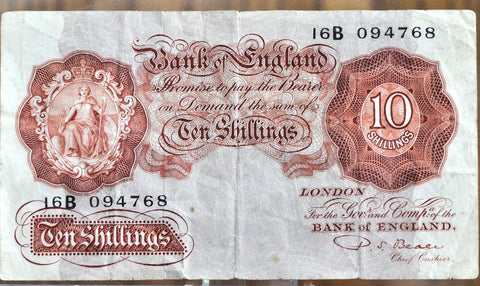 16B 094768
Bank of England
Promise to pay the Bearer
on Demand the sum of
Ten Shillings
10
SHILLINGS
16B 094768
LONDON
For the Govr. and Compa. of the
BANK OF ENGLAND.
Ten Shillings
P. S. Beale
Chief Cashier